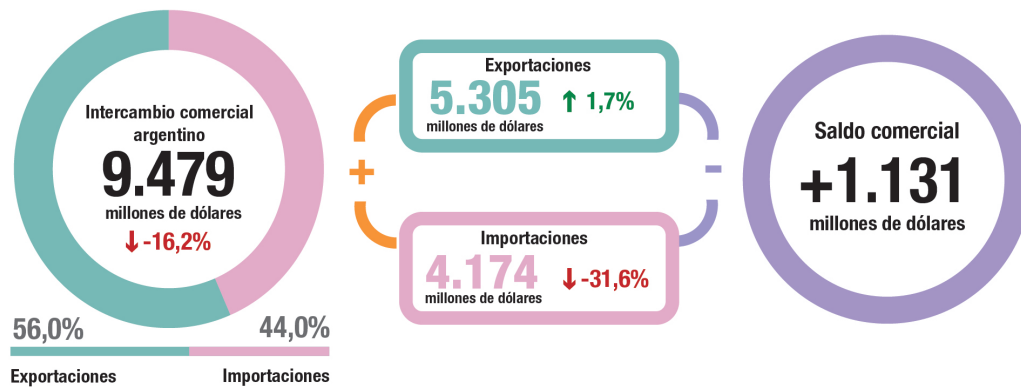 Intercambio comercial
argentino
9.479
millones de dólares
↓ -16,2%
56,0%
44,0%
Exportaciones
Importaciones
+
Exportaciones
5.305
↑ 1,7%
millones de dólares
Importaciones
4.174
↓ -31,6%
millones de dólares
-
Saldo comercial
+1.131
millones de dólares